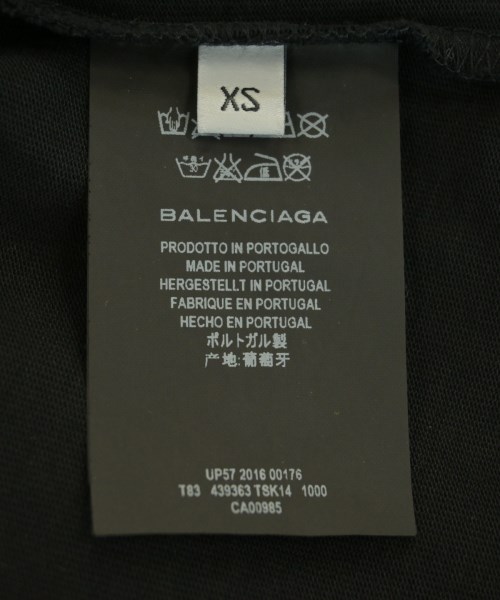 XS
BALENCIAGA
PRODOTTO IN PORTOGALLO
MADE IN PORTUGAL
HERGESTELLT IN PORTUGAL
FABRIQUE EN PORTUGAL
HECHO EN PORTUGAL
ポルトガル製
产地:葡萄牙
UP57 2016 00176
T83 439363 TSK14 1000
CA00985